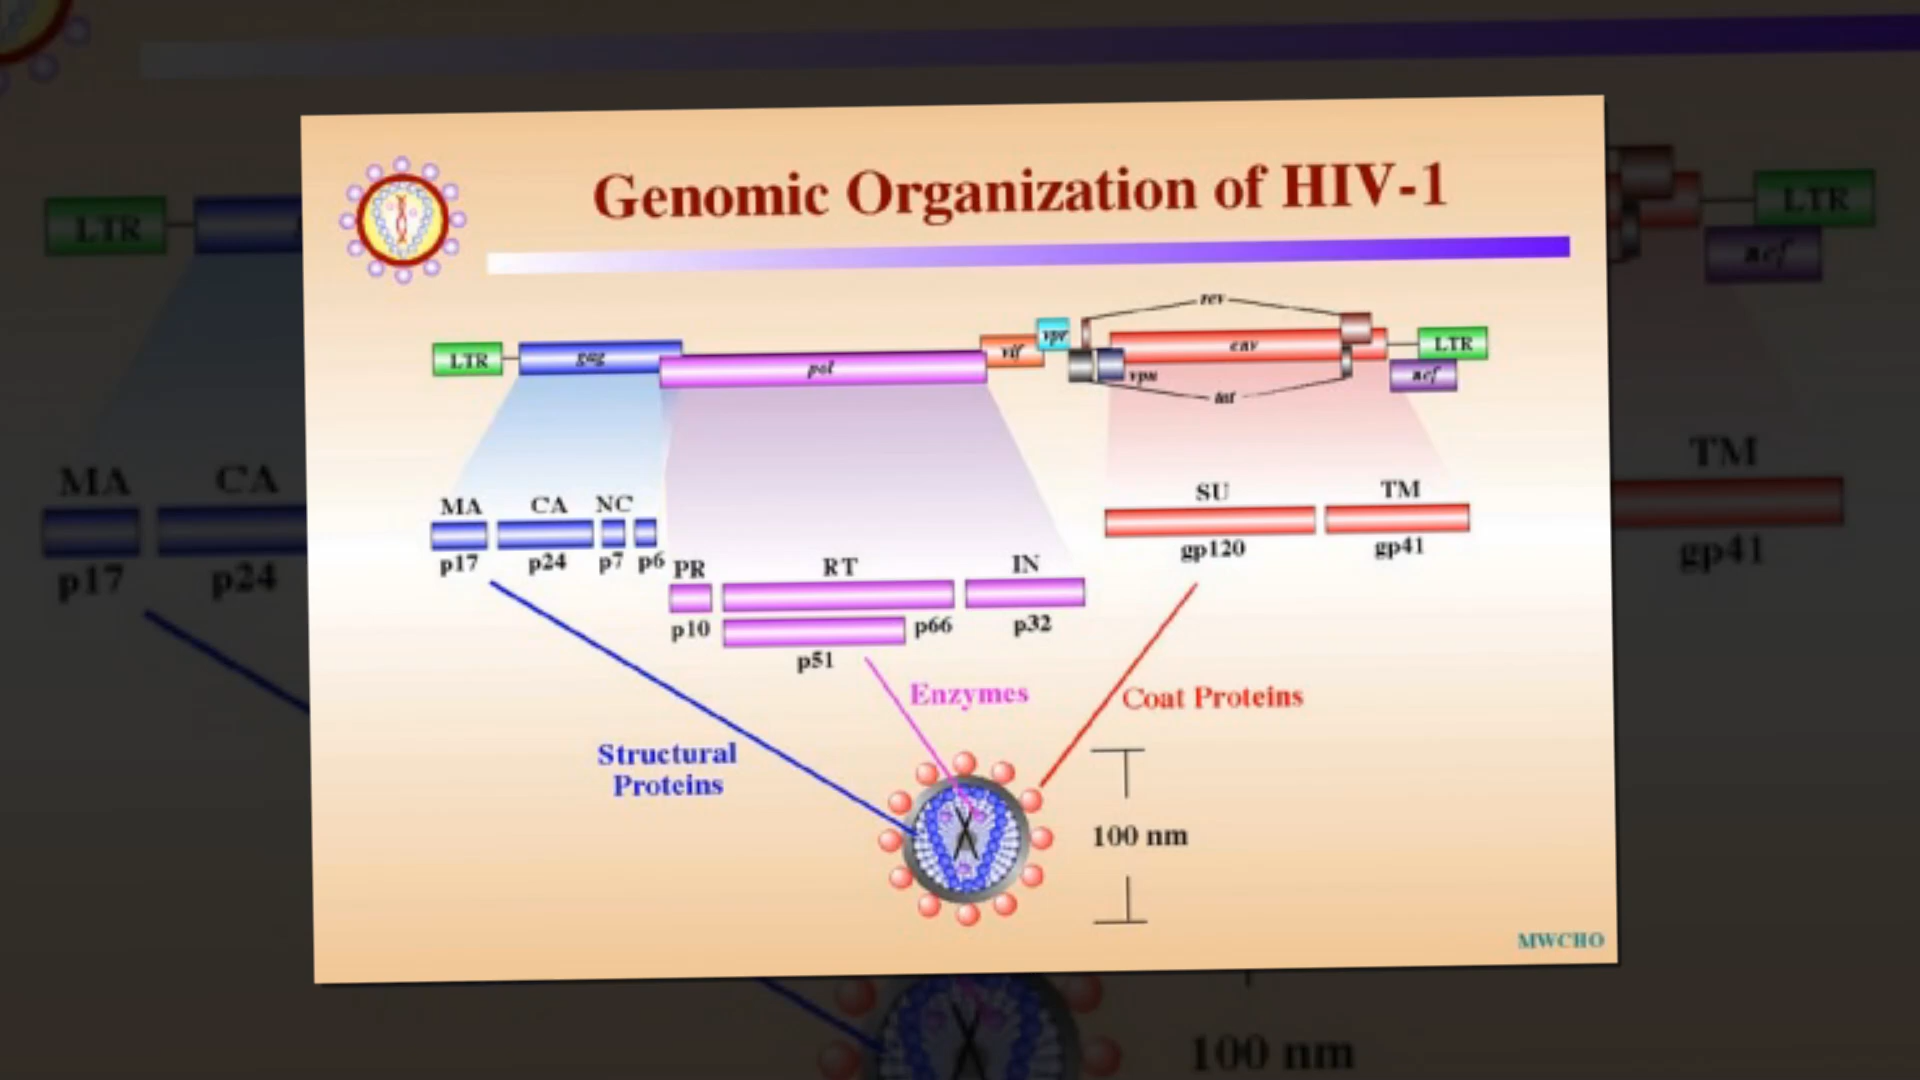 Genomic Organization of HIV-1
rev
LTR gag pol vif vpr env LTR
vpu nef
tat
MA CA NC SU TM
p17 p24 p7 p6 gp120 gp41
PR RT IN
p10 p66 p32
p51
Enzymes
Coat Proteins
Structural
Proteins
100 nm
MWCHO
LTR
LTR
nef
MA CA
p17 p24
TM
gp41
100 nm